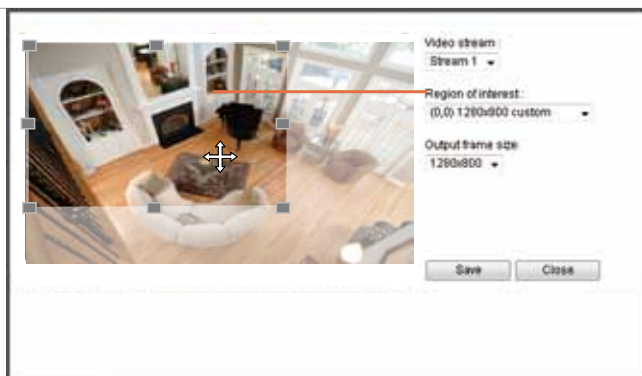 Video stream :
Stream 1
Region of interest :
(0,0) 1280x800 custom
Output frame size:
1280x800
Save
Close